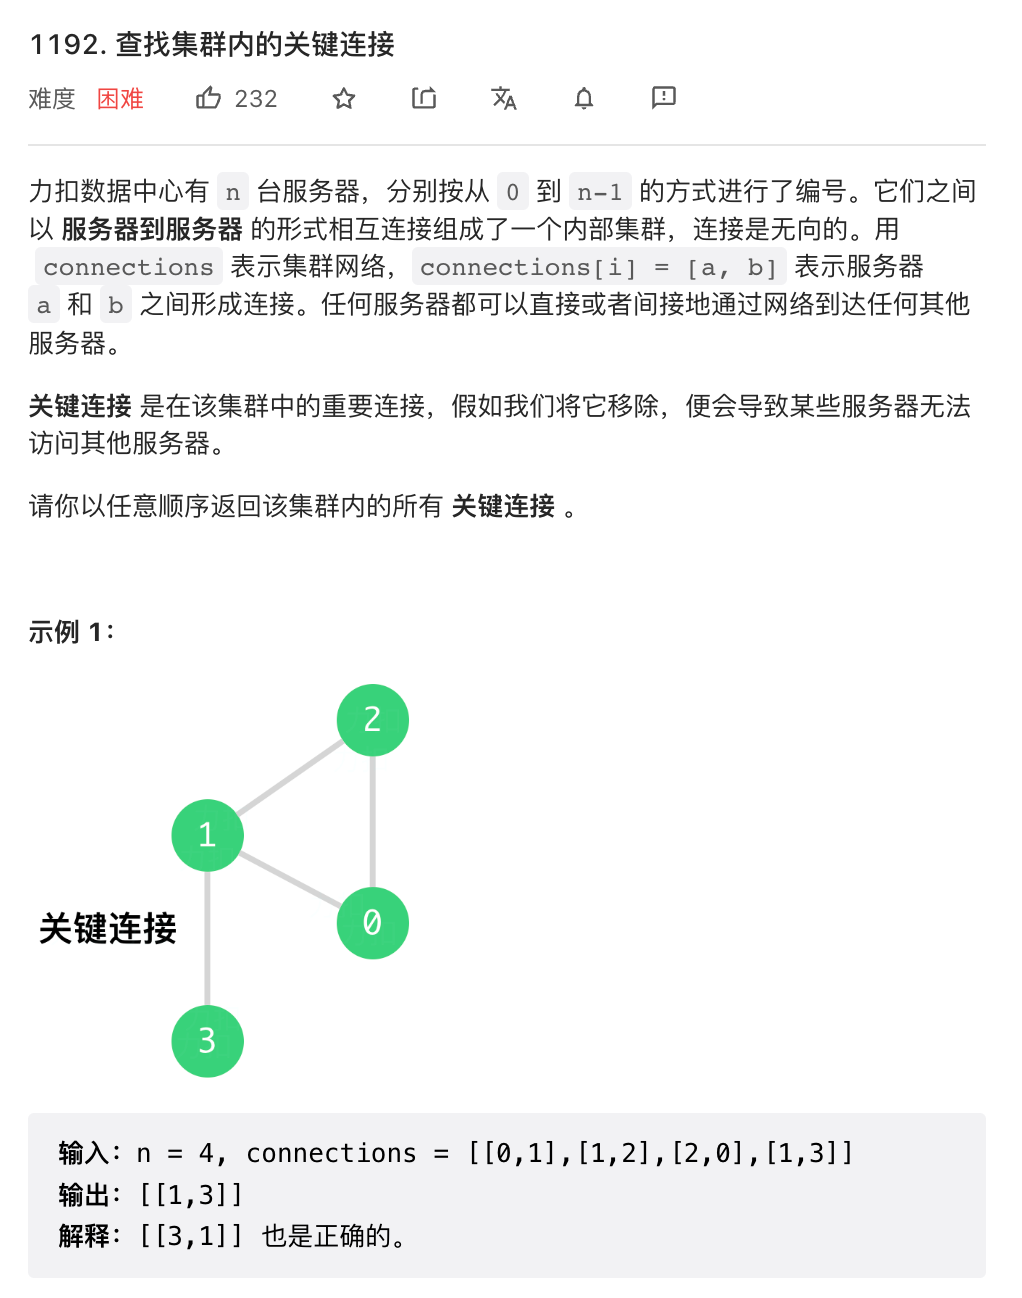 1192. 查找集群内的关键连接
难度 困难 232
力扣数据中心有 n 台服务器，分别按从 0 到 n-1 的方式进行了编号。它们之间
以 服务器到服务器 的形式相互连接组成了一个内部集群，连接是无向的。用
connections 表示集群网络，connections[i] = [a, b] 表示服务器
a 和 b 之间形成连接。任何服务器都可以直接或者间接地通过网络到达任何其他
服务器。
关键连接 是在该集群中的重要连接，假如我们将它移除，便会导致某些服务器无法
访问其他服务器。
请你以任意顺序返回该集群内的所有 关键连接 。
示例 1：
2
1
0
关键连接
3
输入：n = 4, connections = [[0,1],[1,2],[2,0],[1,3]]
输出：[[1,3]]
解释：[[3,1]] 也是正确的。